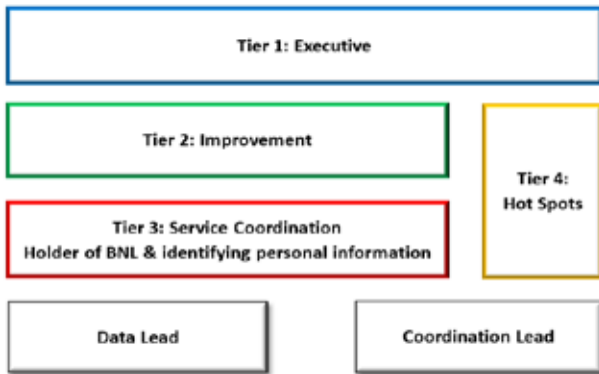 Tier 1: Executive
Tier 2: Improvement
Tier 4:
Hot Spots
Tier 3: Service Coordination
Holder of BNL & identifying personal information
Data Lead
Coordination Lead